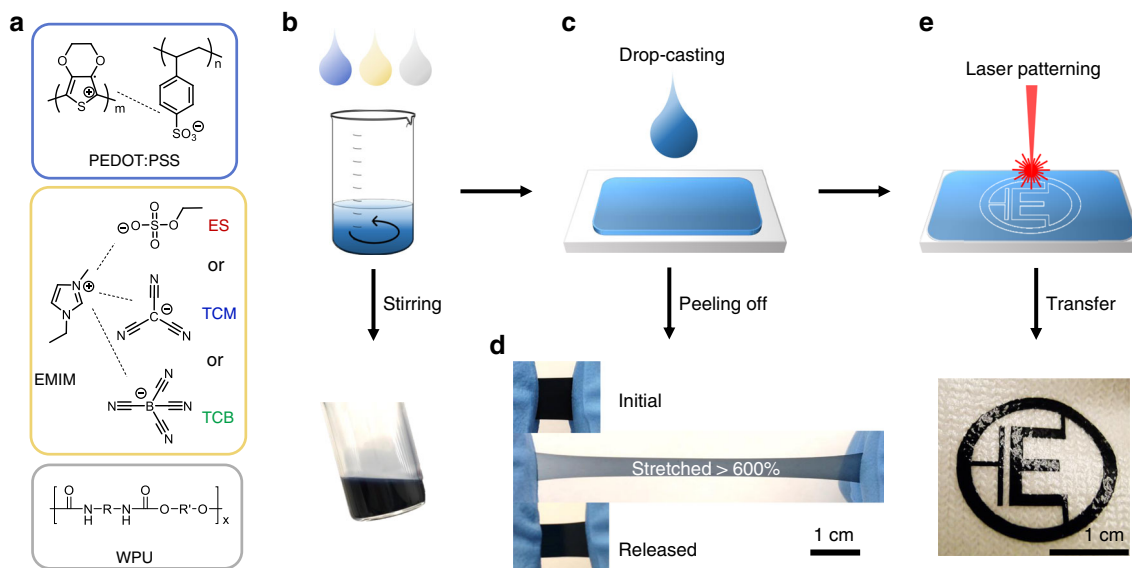 a
O
O
S
m
n
SO3⊖
PEDOT:PSS
O
S
O
O
O
ES
or
N
N
N
N
C
N
TCM
or
EMIM
N
N
B
N
N
TCB
O
O
N
H
R
N
H
O
R'
O
x
WPU
b
Stirring
c
Drop-casting
Peeling off
d
Initial
Stretched > 600%
Released
1 cm
e
Laser patterning
Transfer
1 cm